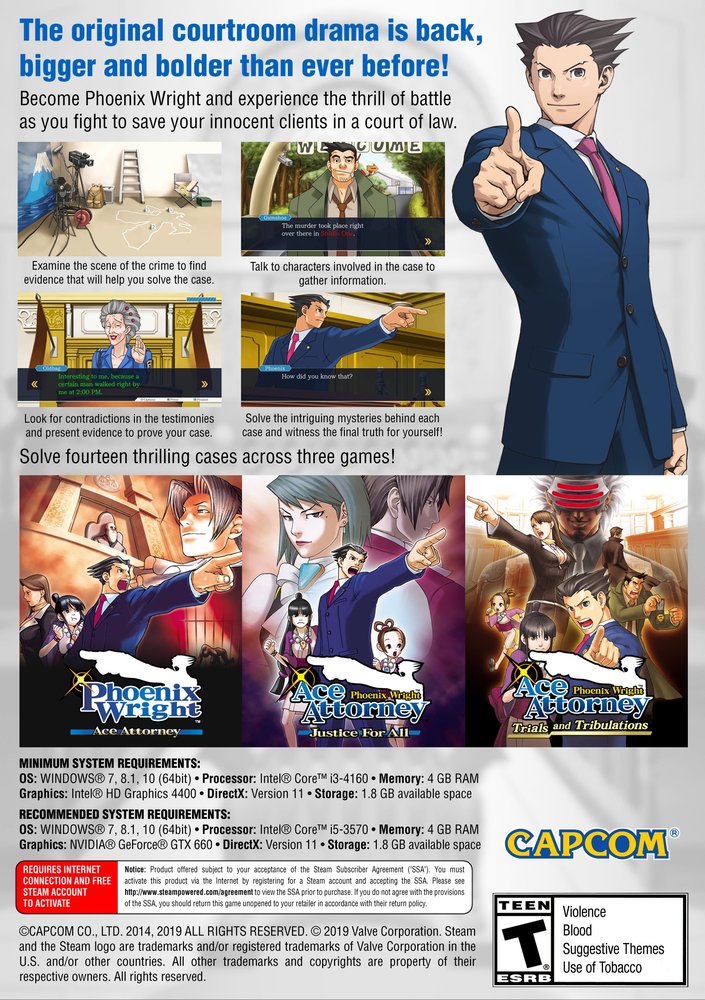 The original courtroom drama is back,
bigger and bolder than ever before!
Become Phoenix Wright and experience the thrill of battle
as you fight to save your innocent clients in a court of law.
WELCOME
Gumshoe
The murder took place right
over there in Studio One.
Examine the scene of the crime to find
evidence that will help you solve the case.
Talk to characters involved in the case to
gather information.
Oldbag
Interesting to me, because a
certain man walked right by
me at 2:00 PM.
Phoenix
How did you know that?
Look for contradictions in the testimonies
and present evidence to prove your case.
Solve the intriguing mysteries behind each
case and witness the final truth for yourself!
Solve fourteen thrilling cases across three games!
Phoenix
Wright™
Ace Attorney
Phoenix Wright
Ace
Attorney
Justice For All
Phoenix Wright
Ace
Attorney
Trials and Tribulations
MINIMUM SYSTEM REQUIREMENTS:
OS: WINDOWS® 7, 8.1, 10 (64bit) • Processor: Intel® Core™ i3-4160 • Memory: 4 GB RAM
Graphics: Intel® HD Graphics 4400 • DirectX: Version 11 • Storage: 1.8 GB available space
RECOMMENDED SYSTEM REQUIREMENTS:
OS: WINDOWS® 7, 8.1, 10 (64bit) • Processor: Intel® Core™ i5-3570 • Memory: 4 GB RAM
Graphics: NVIDIA® GeForce® GTX 660 • DirectX: Version 11 • Storage: 1.8 GB available space
CAPCOM®
REQUIRES INTERNET
CONNECTION AND FREE
STEAM ACCOUNT
TO ACTIVATE
Notice: Product offered subject to your acceptance of the Steam Subscriber Agreement ("SSA"). You must
activate this product via the Internet by registering for a Steam account and accepting the SSA. Please see
http://www.steampowered.com/agreement to view the SSA prior to purchase. If you do not agree with the provisions
of the SSA, you should return this game unopened to your retailer in accordance with their return policy.
©CAPCOM CO., LTD. 2014, 2019 ALL RIGHTS RESERVED. © 2019 Valve Corporation. Steam
and the Steam logo are trademarks and/or registered trademarks of Valve Corporation in the
U.S. and/or other countries. All other trademarks and copyrights are property of their
respective owners. All rights reserved.
TEEN
T
ESRB
Violence
Blood
Suggestive Themes
Use of Tobacco